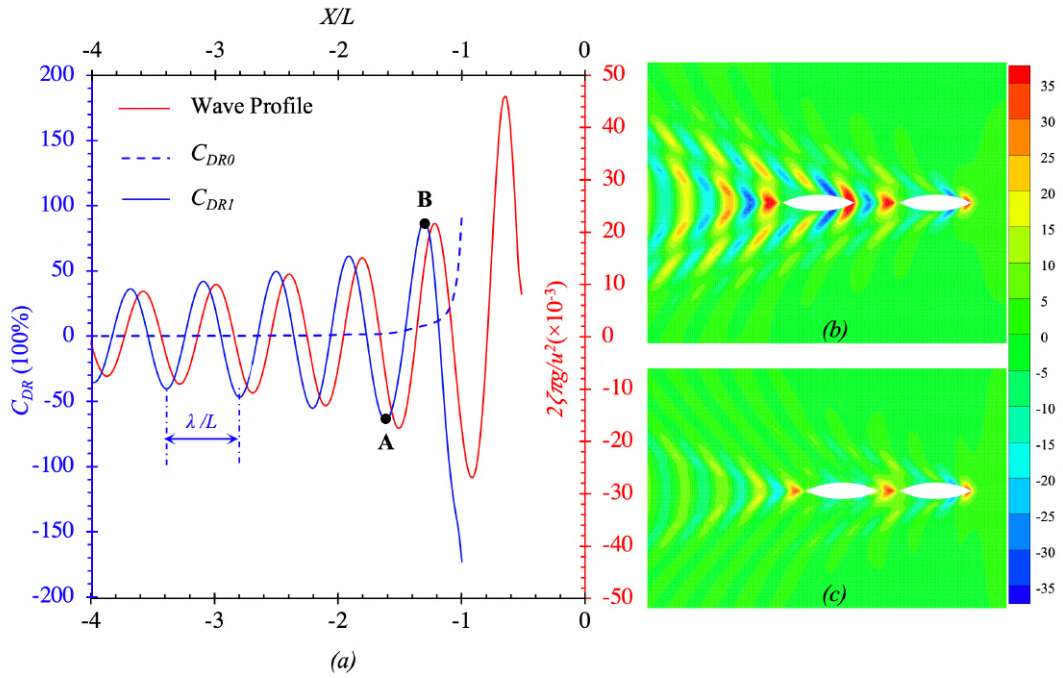 X/L
-4 -3 -2 -1 0
200 50
150 40
100 30
50 20
0 10
-50 0
-100 -10
-150 -20
-200 -30
-40
-50
Wave Profile
C_DR0
C_DR1
B
A
λ/L
C_DR (100%)
2ζπg/u²(×10⁻³)
-4 -3 -2 -1 0
(a)
(b)
(c)
35
30
25
20
15
10
5
0
-5
-10
-15
-20
-25
-30
-35